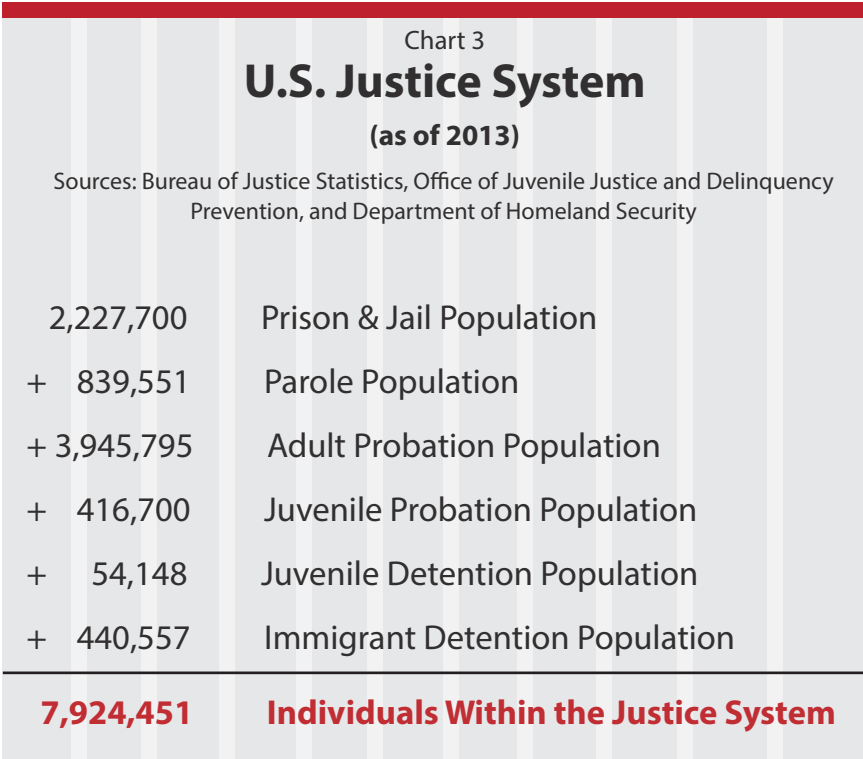 Chart 3
U.S. Justice System
(as of 2013)
Sources: Bureau of Justice Statistics, Office of Juvenile Justice and Delinquency
Prevention, and Department of Homeland Security
2,227,700 Prison & Jail Population
+ 839,551 Parole Population
+ 3,945,795 Adult Probation Population
+ 416,700 Juvenile Probation Population
+ 54,148 Juvenile Detention Population
+ 440,557 Immigrant Detention Population
7,924,451 Individuals Within the Justice System